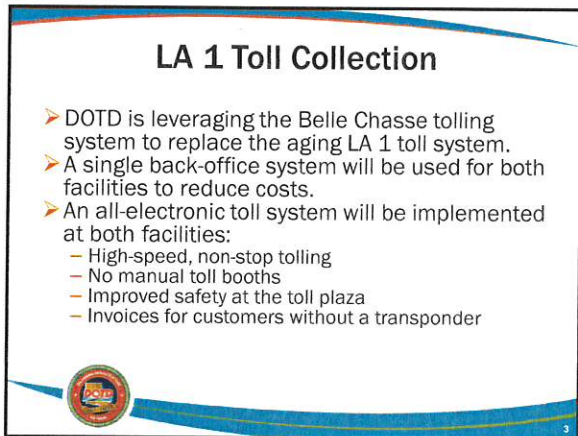 LA 1 Toll Collection
➢ DOTD is leveraging the Belle Chasse tolling
system to replace the aging LA 1 toll system.
➢ A single back-office system will be used for both
facilities to reduce costs.
➢ An all-electronic toll system will be implemented
at both facilities:
– High-speed, non-stop tolling
– No manual toll booths
– Improved safety at the toll plaza
– Invoices for customers without a transponder
DOTD
3